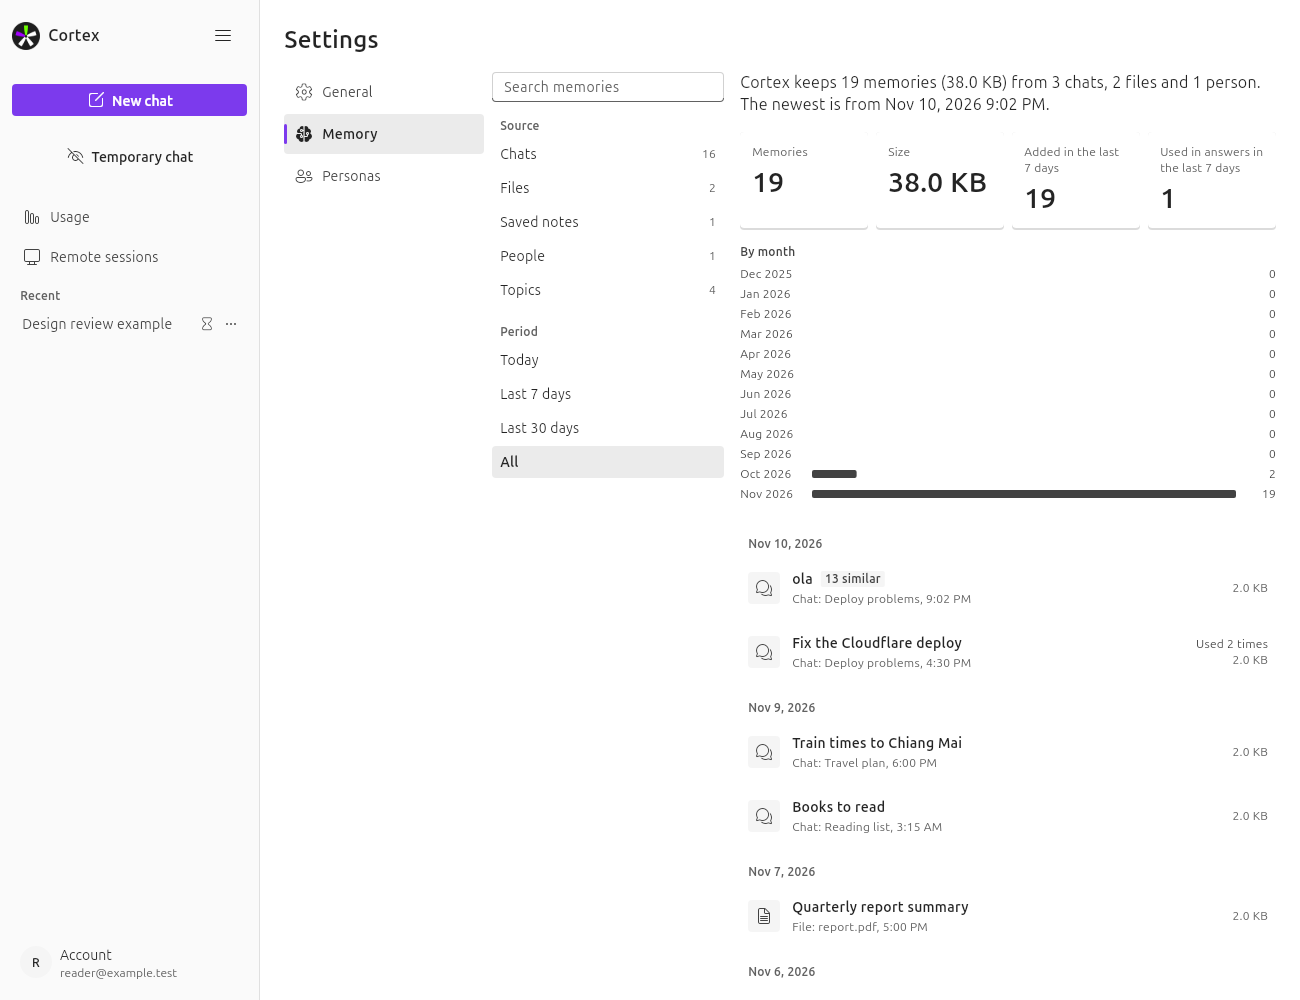 Cortex
New chat
Temporary chat
Usage
Remote sessions
Recent
Design review example
Account
R
reader@example.test
Settings
General
Memory
Personas
Search memories
Source
Chats 16
Files 2
Saved notes 1
People 1
Topics 4
Period
Today
Last 7 days
Last 30 days
All
Cortex keeps 19 memories (38.0 KB) from 3 chats, 2 files and 1 person.
The newest is from Nov 10, 2026 9:02 PM.
Memories
19
Size
38.0 KB
Added in the last
7 days
19
Used in answers in
the last 7 days
1
By month
Dec 2025 0
Jan 2026 0
Feb 2026 0
Mar 2026 0
Apr 2026 0
May 2026 0
Jun 2026 0
Jul 2026 0
Aug 2026 0
Sep 2026 0
Oct 2026 2
Nov 2026 19
Nov 10, 2026
ola 13 similar
Chat: Deploy problems, 9:02 PM
2.0 KB
Fix the Cloudflare deploy
Chat: Deploy problems, 4:30 PM
Used 2 times
2.0 KB
Nov 9, 2026
Train times to Chiang Mai
Chat: Travel plan, 6:00 PM
2.0 KB
Books to read
Chat: Reading list, 3:15 AM
2.0 KB
Nov 7, 2026
Quarterly report summary
File: report.pdf, 5:00 PM
2.0 KB
Nov 6, 2026